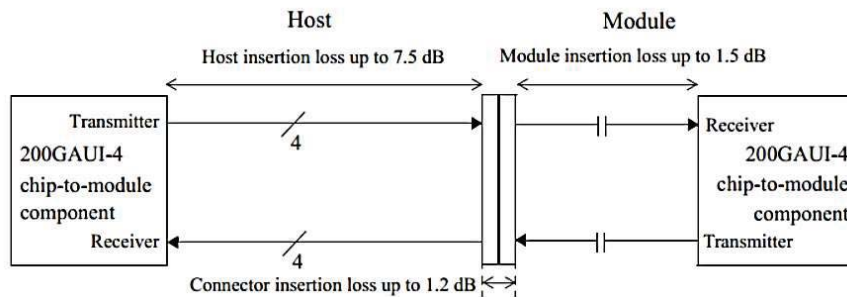 Host
Module
Host insertion loss up to 7.5 dB
Module insertion loss up to 1.5 dB
Transmitter
4
200GAUI-4
chip-to-module
component
Receiver
4
Receiver
200GAUI-4
chip-to-module
component
Transmitter
Connector insertion loss up to 1.2 dB